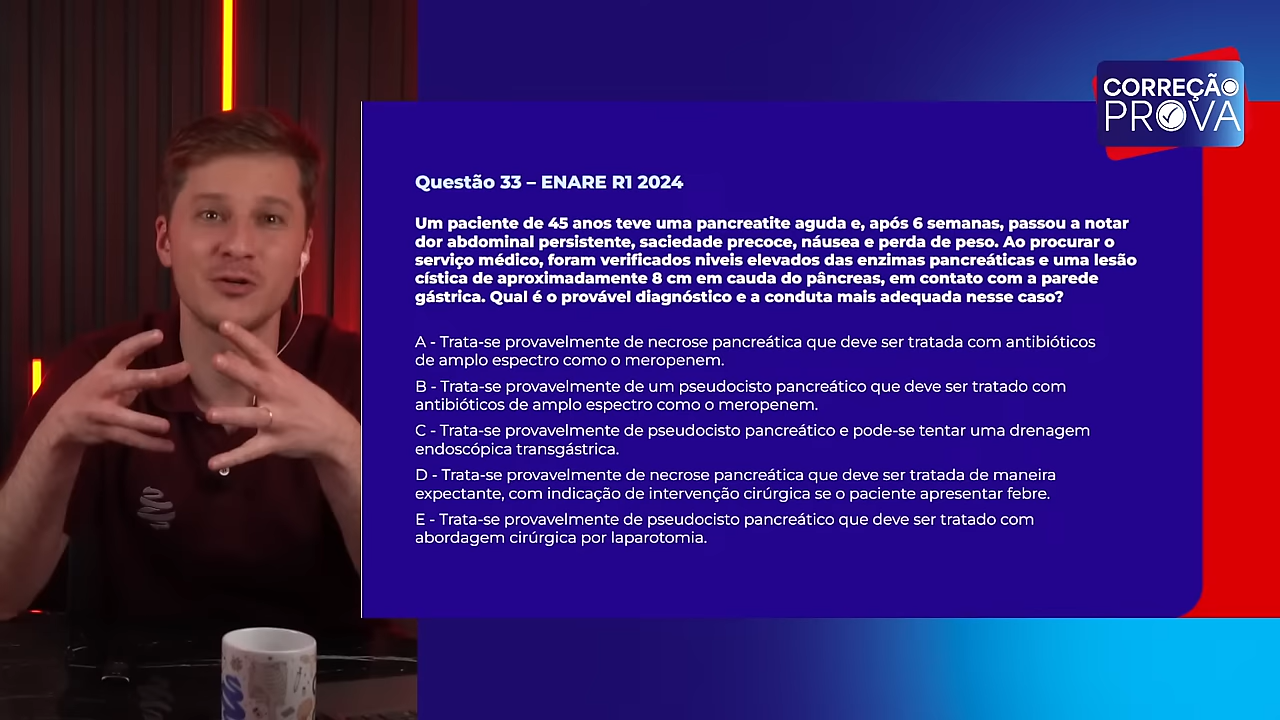 CORREÇÃO
PROVA
Questão 33 – ENARE R1 2024
Um paciente de 45 anos teve uma pancreatite aguda e, após 6 semanas, passou a notar
dor abdominal persistente, saciedade precoce, náusea e perda de peso. Ao procurar o
serviço médico, foram verificados níveis elevados das enzimas pancreáticas e uma lesão
cística de aproximadamente 8 cm em cauda do pâncreas, em contato com a parede
gástrica. Qual é o provável diagnóstico e a conduta mais adequada nesse caso?
A - Trata-se provavelmente de necrose pancreática que deve ser tratada com antibióticos
de amplo espectro como o meropenem.
B - Trata-se provavelmente de um pseudocisto pancreático que deve ser tratado com
antibióticos de amplo espectro como o meropenem.
C - Trata-se provavelmente de pseudocisto pancreático e pode-se tentar uma drenagem
endoscópica transgástrica.
D - Trata-se provavelmente de necrose pancreática que deve ser tratada de maneira
expectante, com indicação de intervenção cirúrgica se o paciente apresentar febre.
E - Trata-se provavelmente de pseudocisto pancreático que deve ser tratado com
abordagem cirúrgica por laparotomia.